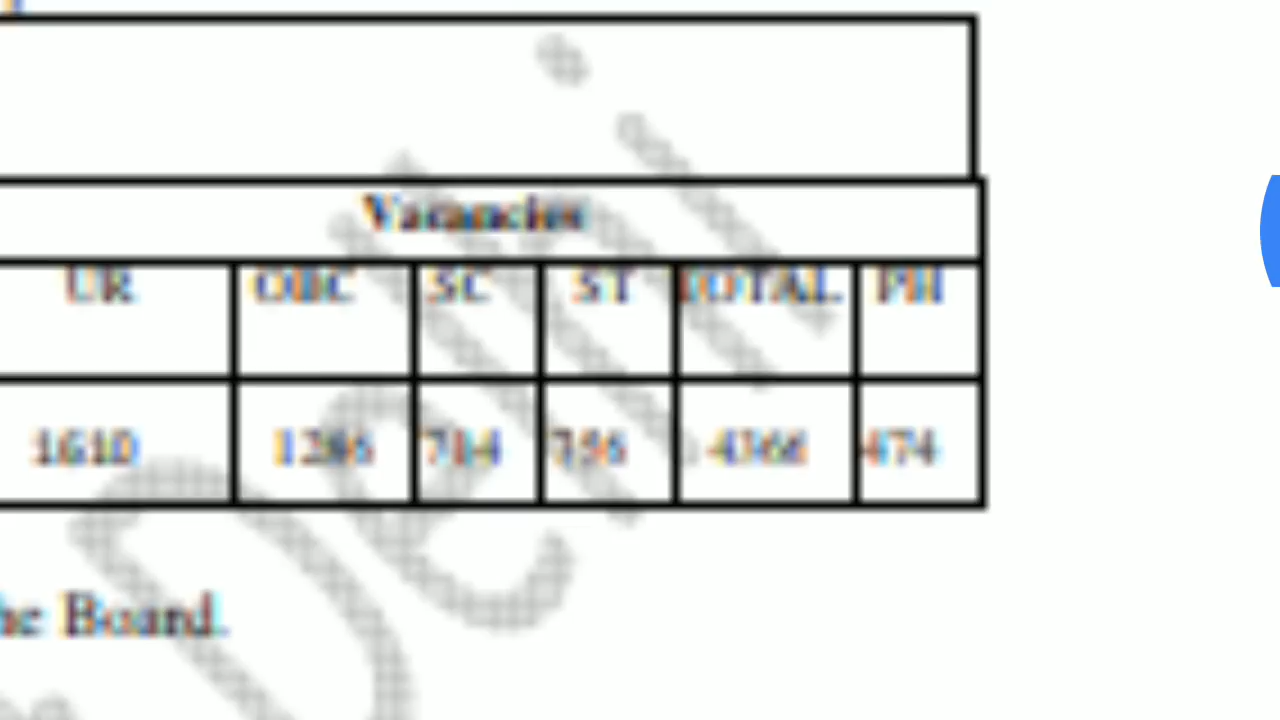 Vacancies
UR OBC SC ST TOTAL PH
1610 1286 714 756 4366 474
he Board.